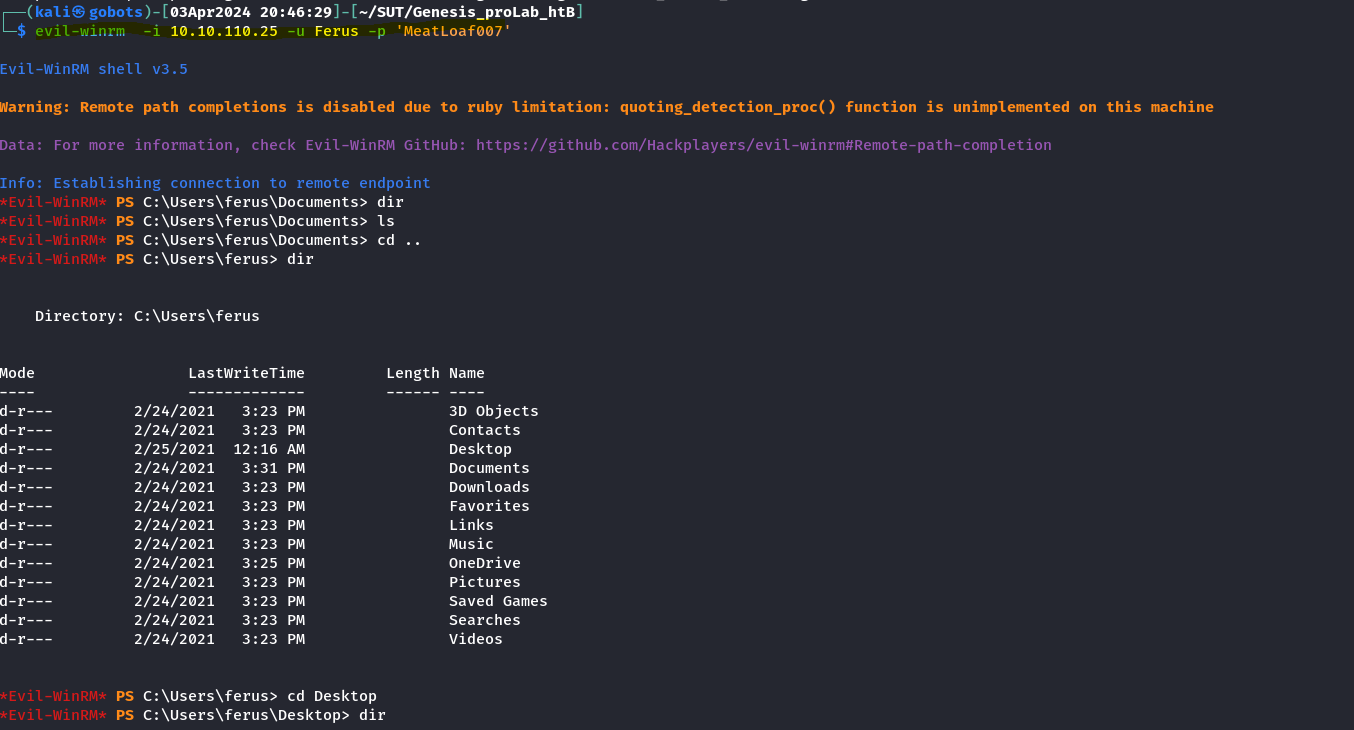 ┌──(kali㉿gobots)-[03Apr2024 20:46:29]-[~/SUT/Genesis_proLab_htB]
└─$ evil-winrm  -i 10.10.110.25 -u Ferus -p 'MeatLoaf007'
Evil-WinRM shell v3.5
Warning: Remote path completions is disabled due to ruby limitation: quoting_detection_proc() function is unimplemented on this machine
Data: For more information, check Evil-WinRM GitHub: https://github.com/Hackplayers/evil-winrm#Remote-path-completion
Info: Establishing connection to remote endpoint
*Evil-WinRM* PS C:\Users\ferus\Documents> dir
*Evil-WinRM* PS C:\Users\ferus\Documents> ls
*Evil-WinRM* PS C:\Users\ferus\Documents> cd ..
*Evil-WinRM* PS C:\Users\ferus> dir
    Directory: C:\Users\ferus
Mode                 LastWriteTime         Length Name
----                 -------------         ------ ----
d-r---         2/24/2021   3:23 PM                3D Objects
d-r---         2/24/2021   3:23 PM                Contacts
d-r---         2/25/2021  12:16 AM                Desktop
d-r---         2/24/2021   3:31 PM                Documents
d-r---         2/24/2021   3:23 PM                Downloads
d-r---         2/24/2021   3:23 PM                Favorites
d-r---         2/24/2021   3:23 PM                Links
d-r---         2/24/2021   3:23 PM                Music
d-r---         2/24/2021   3:25 PM                OneDrive
d-r---         2/24/2021   3:23 PM                Pictures
d-r---         2/24/2021   3:23 PM                Saved Games
d-r---         2/24/2021   3:23 PM                Searches
d-r---         2/24/2021   3:23 PM                Videos
*Evil-WinRM* PS C:\Users\ferus> cd Desktop
*Evil-WinRM* PS C:\Users\ferus\Desktop> dir